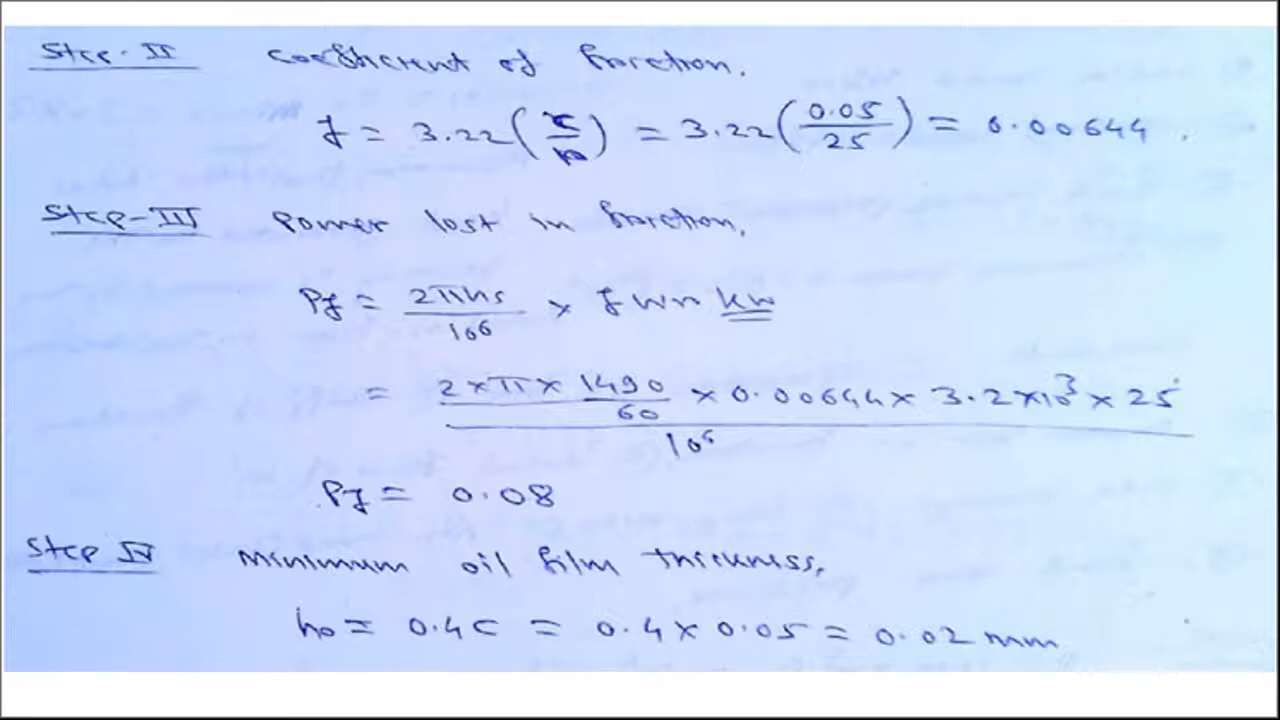 Step-II Coefficient of friction.
f = 3.22 (c/r) = 3.22 (0.05/25) = 0.00644.
Step-III Power lost in friction,
Pf = 2πns/10⁶ × f W r kW
= 2×π× 1490/60 ×0.00644× 3.2×10³× 25 / 10⁶
Pf = 0.08
Step IV Minimum oil film thickness,
ho = 0.4c = 0.4×0.05 = 0.02 mm